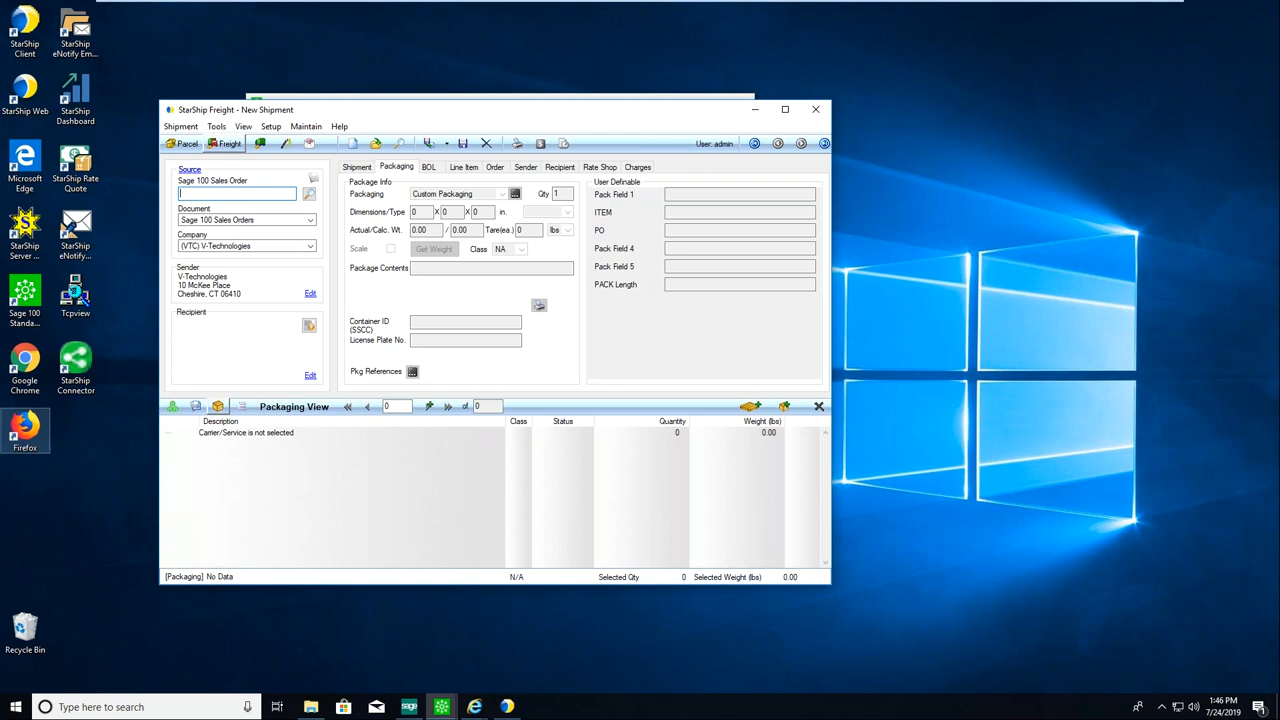 StarShip Client
StarShip eNotify Em...
StarShip Web
StarShip Dashboard
Microsoft Edge
StarShip Rate Quote
StarShip Server ...
StarShip eNotify...
Sage 100 Standa...
Tcpview
Google Chrome
StarShip Connector
Firefox
Recycle Bin
StarShip Freight - New Shipment
Shipment Tools View Setup Maintain Help
Parcel Freight User: admin
Source
Sage 100 Sales Order
Document
Sage 100 Sales Orders
Company
(VTC) V-Technologies
Sender
V-Technologies
10 McKee Place
Cheshire, CT 06410 Edit
Recipient
Edit
Shipment Packaging BOL Line Item Order Sender Recipient Rate Shop Charges
Package Info
Packaging Custom Packaging Qty 1
Dimensions/Type 0 X 0 X 0 in.
Actual/Calc. Wt. 0.00 / 0.00 Tare(ea.) 0 lbs
Scale Get Weight Class NA
Package Contents
Container ID (SSCC)
License Plate No.
Pkg References
User Definable
Pack Field 1
ITEM
PO
Pack Field 4
Pack Field 5
PACK Length
Packaging View 0 of 0
Description Class Status Quantity Weight (lbs)
Carrier/Service is not selected 0 0.00
[Packaging] No Data N/A Selected Qty 0 Selected Weight (lbs) 0.00
Type here to search
sage
1:46 PM
7/24/2019
1